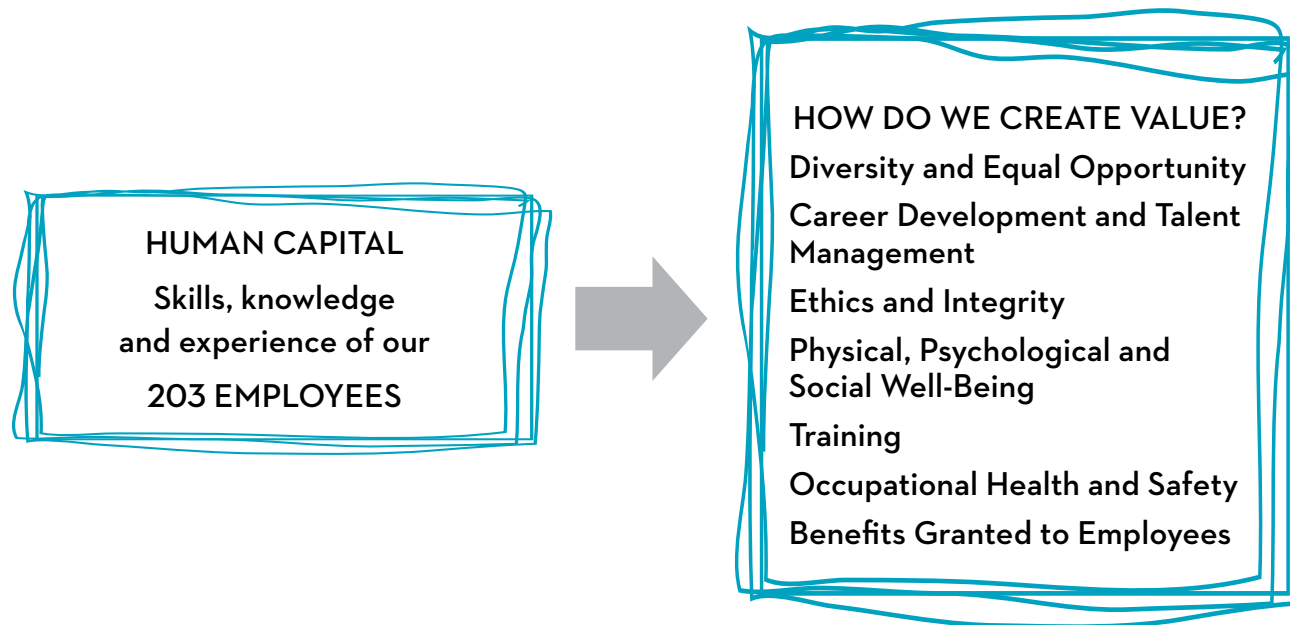 HUMAN CAPITAL
Skills, knowledge
and experience of our
203 EMPLOYEES
HOW DO WE CREATE VALUE?
Diversity and Equal Opportunity
Career Development and Talent
Management
Ethics and Integrity
Physical, Psychological and
Social Well-Being
Training
Occupational Health and Safety
Benefits Granted to Employees